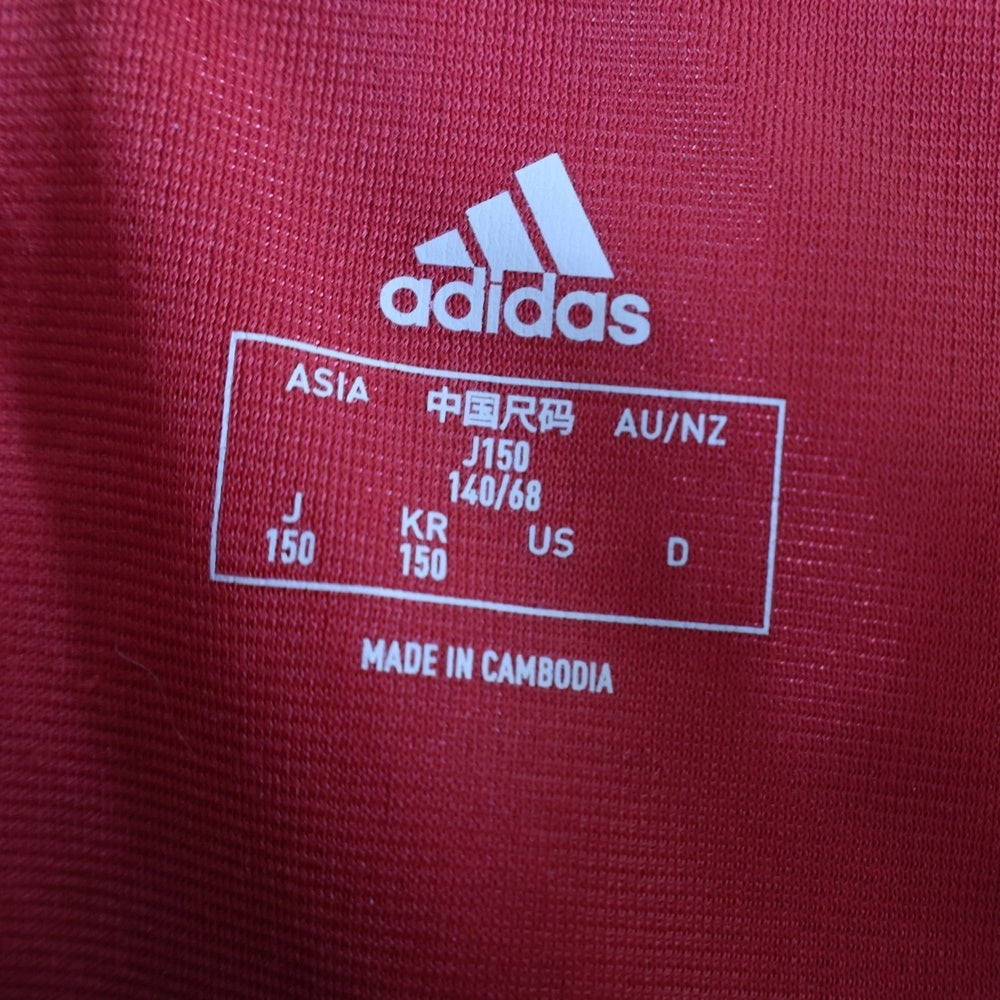 adidas
ASIA 中国尺码 AU/NZ
J150
140/68
J KR US D
150 150
MADE IN CAMBODIA